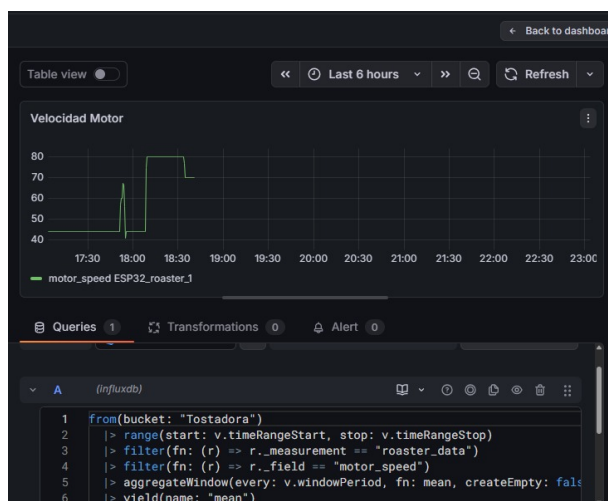 ← Back to dashboar
Table view
« Last 6 hours » Refresh
Velocidad Motor
80
70
60
50
40
17:30 18:00 18:30 19:00 19:30 20:00 20:30 21:00 21:30 22:00 22:30 23:00
motor_speed ESP32_roaster_1
Queries 1 Transformations 0 Alert 0
A (influxdb)
1 from(bucket: "Tostadora")
2 |> range(start: v.timeRangeStart, stop: v.timeRangeStop)
3 |> filter(fn: (r) => r._measurement == "roaster_data")
4 |> filter(fn: (r) => r._field == "motor_speed")
5 |> aggregateWindow(every: v.windowPeriod, fn: mean, createEmpty: fals
6 |> yield(name: "mean")